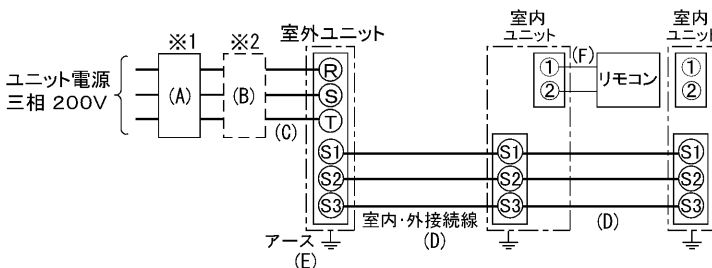 ※1
※2
室外ユニット
室内
ユニット
室内
ユニット
ユニット電源
三相 200V
(A)
(B)
(C)
R
S
T
① (F)
②
リモコン
①
②
S1
S2
S3
S1
S2
S3
S1
S2
S3
アース
(E)
室内・外接続線
(D)
(D)